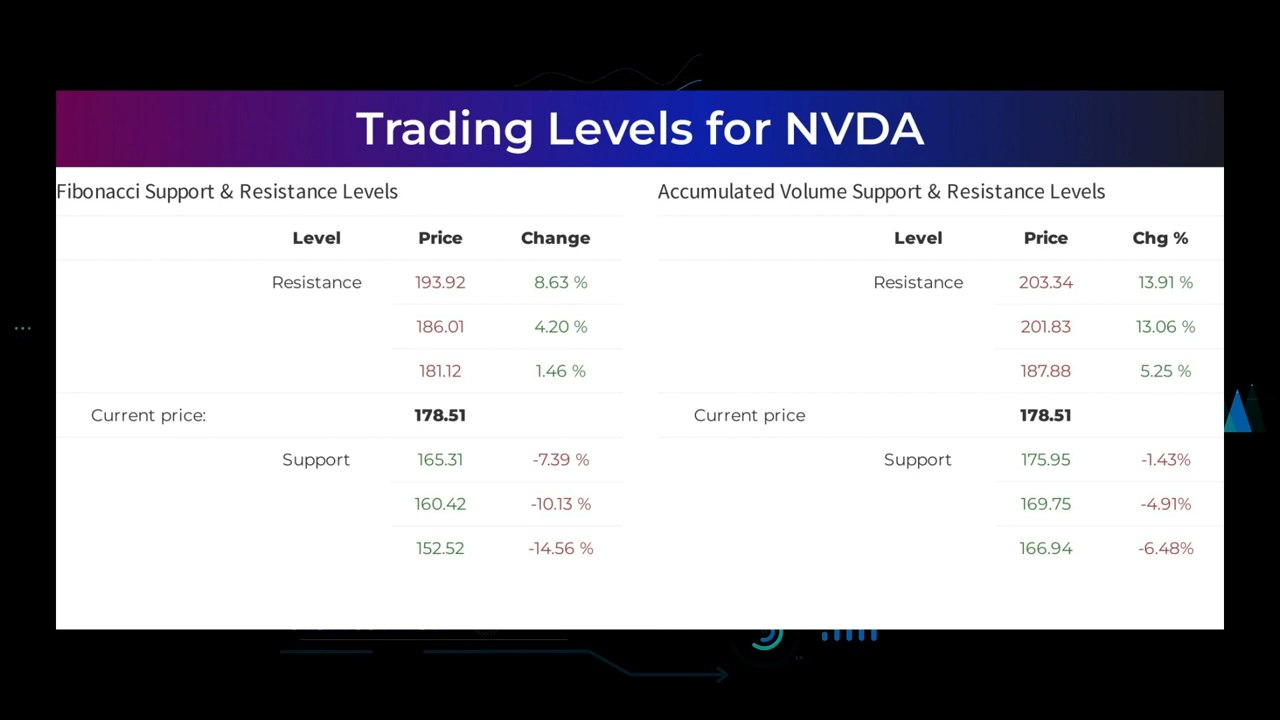 Trading Levels for NVDA
Fibonacci Support & Resistance Levels
Level Price Change
Resistance 193.92 8.63 %
186.01 4.20 %
181.12 1.46 %
Current price: 178.51
Support 165.31 -7.39 %
160.42 -10.13 %
152.52 -14.56 %
Accumulated Volume Support & Resistance Levels
Level Price Chg %
Resistance 203.34 13.91 %
201.83 13.06 %
187.88 5.25 %
Current price 178.51
Support 175.95 -1.43%
169.75 -4.91%
166.94 -6.48%